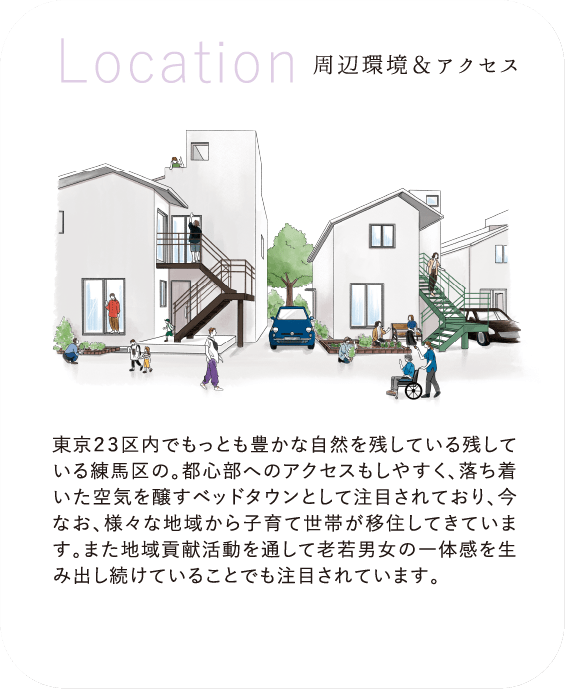 Location 周辺環境&アクセス
東京23区内でもっとも豊かな自然を残している残して
いる練馬区の。都心部へのアクセスもしやすく、落ち着
いた空気を醸すベッドタウンとして注目されており、今
なお、様々な地域から子育て世帯が移住してきていま
す。また地域貢献活動を通して老若男女の一体感を生
み出し続けていることでも注目されています。